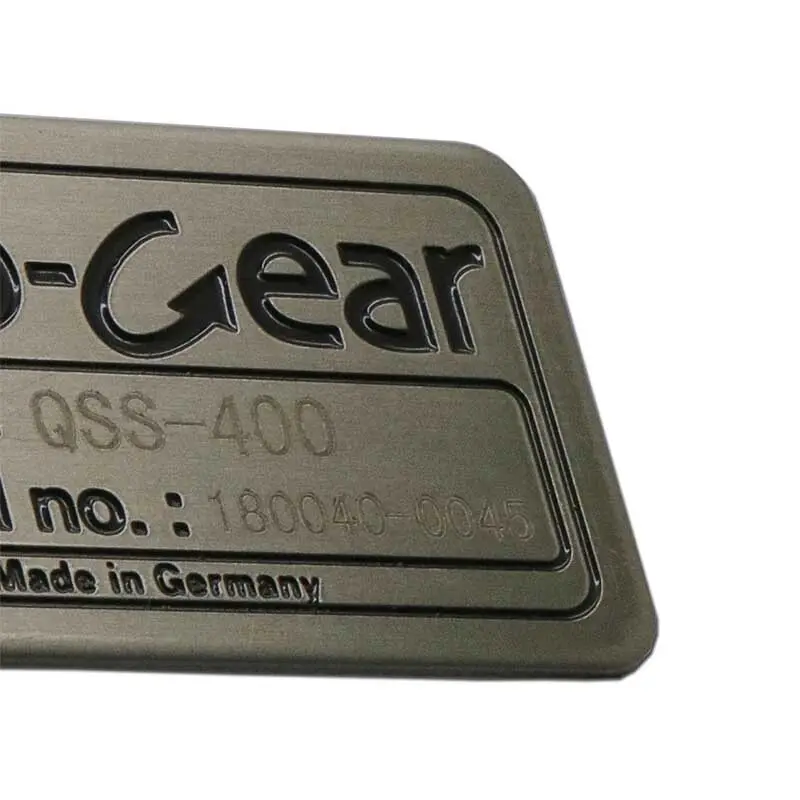 o-Gear
QSS-400
l no.: 180040-0045
Made in Germany